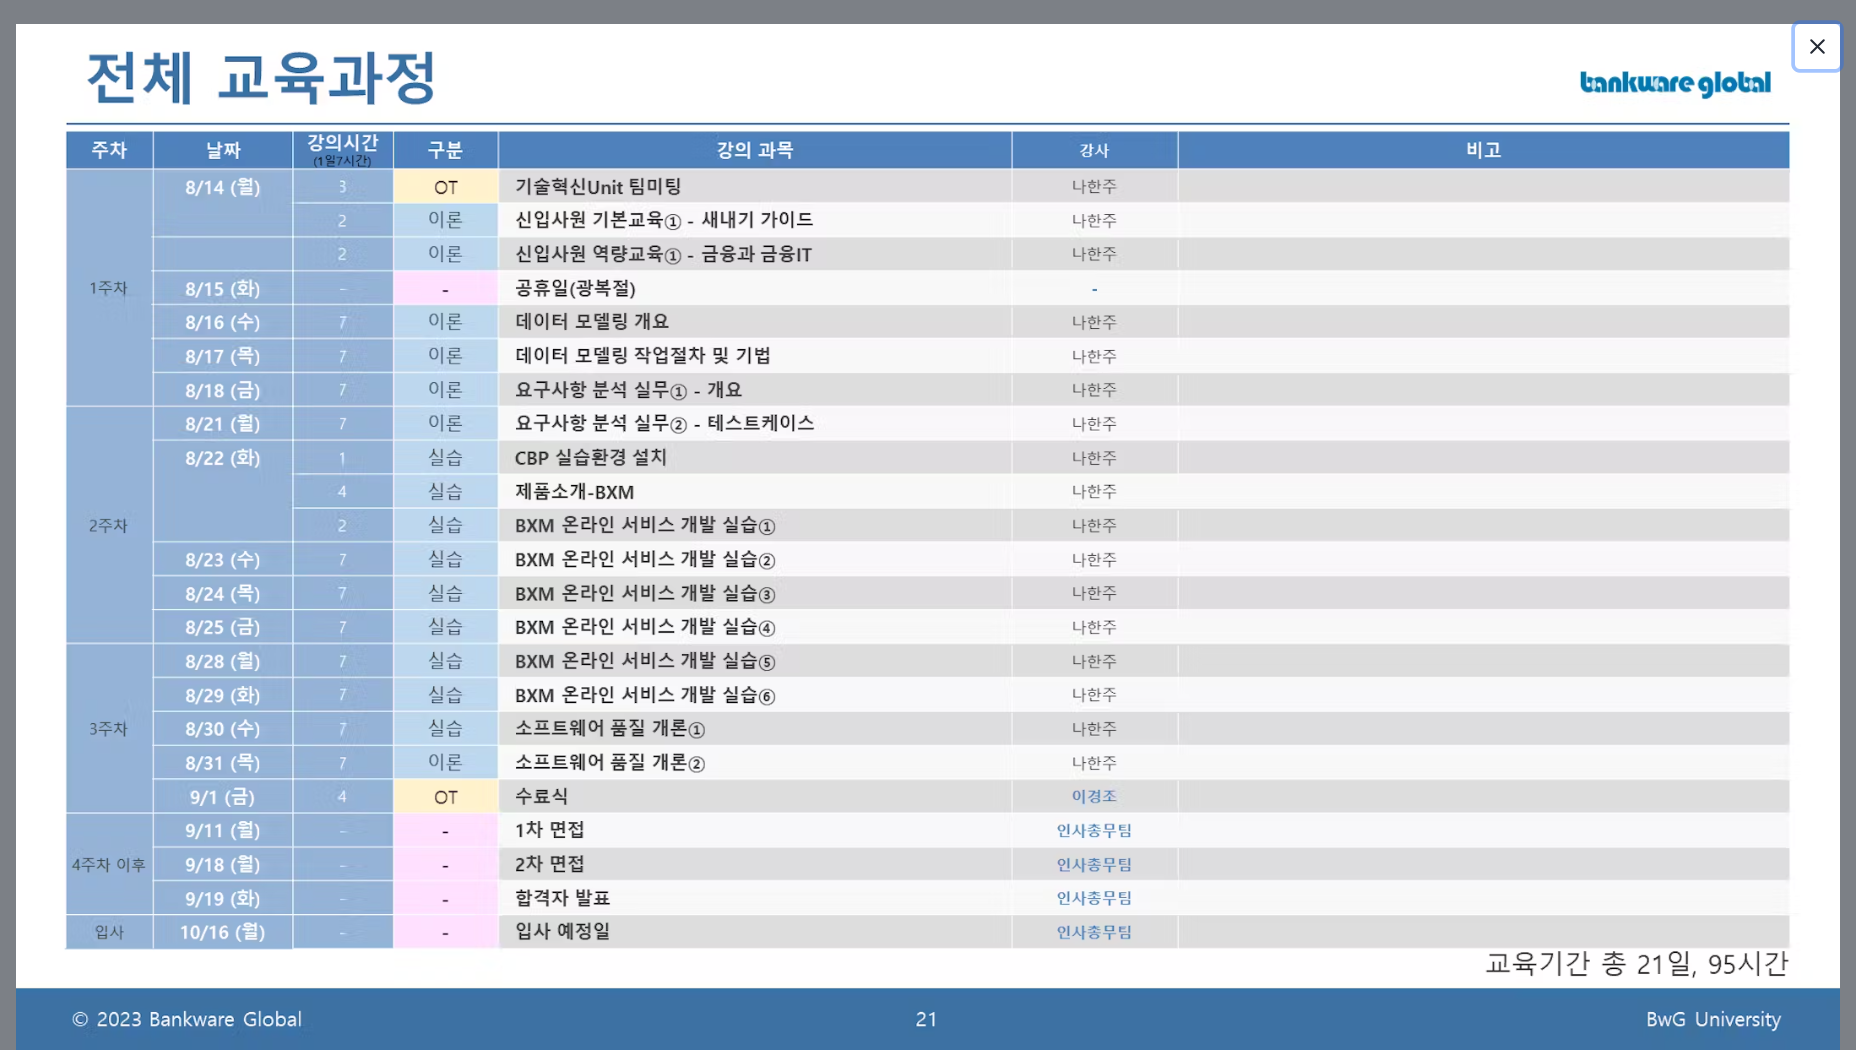 전체 교육과정
bankware global
주차 날짜 강의시간 (1일7시간) 구분 강의 과목 강사 비고
1주차
8/14 (월) 3 OT 기술혁신Unit 팀미팅 나한주
2 이론 신입사원 기본교육① - 새내기 가이드 나한주
2 이론 신입사원 역량교육① - 금융과 금융IT 나한주
8/15 (화) - - 공휴일(광복절) -
8/16 (수) 7 이론 데이터 모델링 개요 나한주
8/17 (목) 7 이론 데이터 모델링 작업절차 및 기법 나한주
8/18 (금) 7 이론 요구사항 분석 실무① - 개요 나한주
2주차
8/21 (월) 7 이론 요구사항 분석 실무② - 테스트케이스 나한주
8/22 (화) 1 실습 CBP 실습환경 설치 나한주
4 실습 제품소개-BXM 나한주
2 실습 BXM 온라인 서비스 개발 실습① 나한주
8/23 (수) 7 실습 BXM 온라인 서비스 개발 실습② 나한주
8/24 (목) 7 실습 BXM 온라인 서비스 개발 실습③ 나한주
8/25 (금) 7 실습 BXM 온라인 서비스 개발 실습④ 나한주
3주차
8/28 (월) 7 실습 BXM 온라인 서비스 개발 실습⑤ 나한주
8/29 (화) 7 실습 BXM 온라인 서비스 개발 실습⑥ 나한주
8/30 (수) 7 실습 소프트웨어 품질 개론① 나한주
8/31 (목) 7 이론 소프트웨어 품질 개론② 나한주
9/1 (금) 4 OT 수료식 이경조
4주차 이후
9/11 (월) - - 1차 면접 인사총무팀
9/18 (월) - - 2차 면접 인사총무팀
9/19 (화) - - 합격자 발표 인사총무팀
입사 10/16 (월) - - 입사 예정일 인사총무팀
교육기간 총 21일, 95시간
© 2023 Bankware Global 21 BwG University